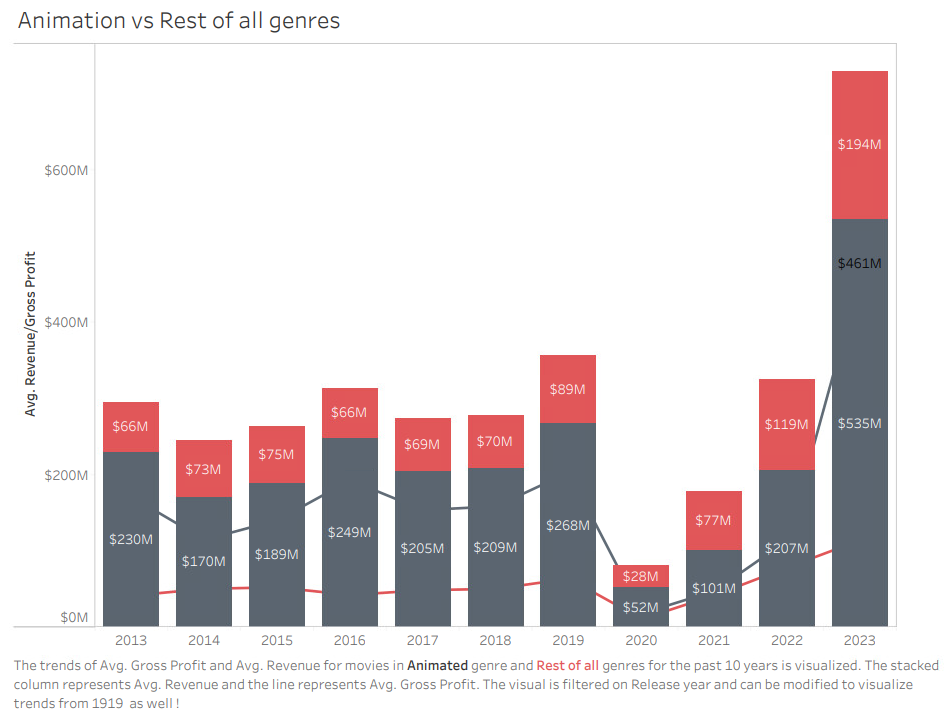 Animation vs Rest of all genres
Avg. Revenue/Gross Profit
$600M
$400M
$200M
$0M
$66M
$230M
$73M
$170M
$75M
$189M
$66M
$249M
$69M
$205M
$70M
$209M
$89M
$268M
$28M
$52M
$77M
$101M
$119M
$207M
$194M
$461M
$535M
2013 2014 2015 2016 2017 2018 2019 2020 2021 2022 2023
The trends of Avg. Gross Profit and Avg. Revenue for movies in Animated genre and Rest of all genres for the past 10 years is visualized. The stacked
column represents Avg. Revenue and the line represents Avg. Gross Profit. The visual is filtered on Release year and can be modified to visualize
trends from 1919 as well !